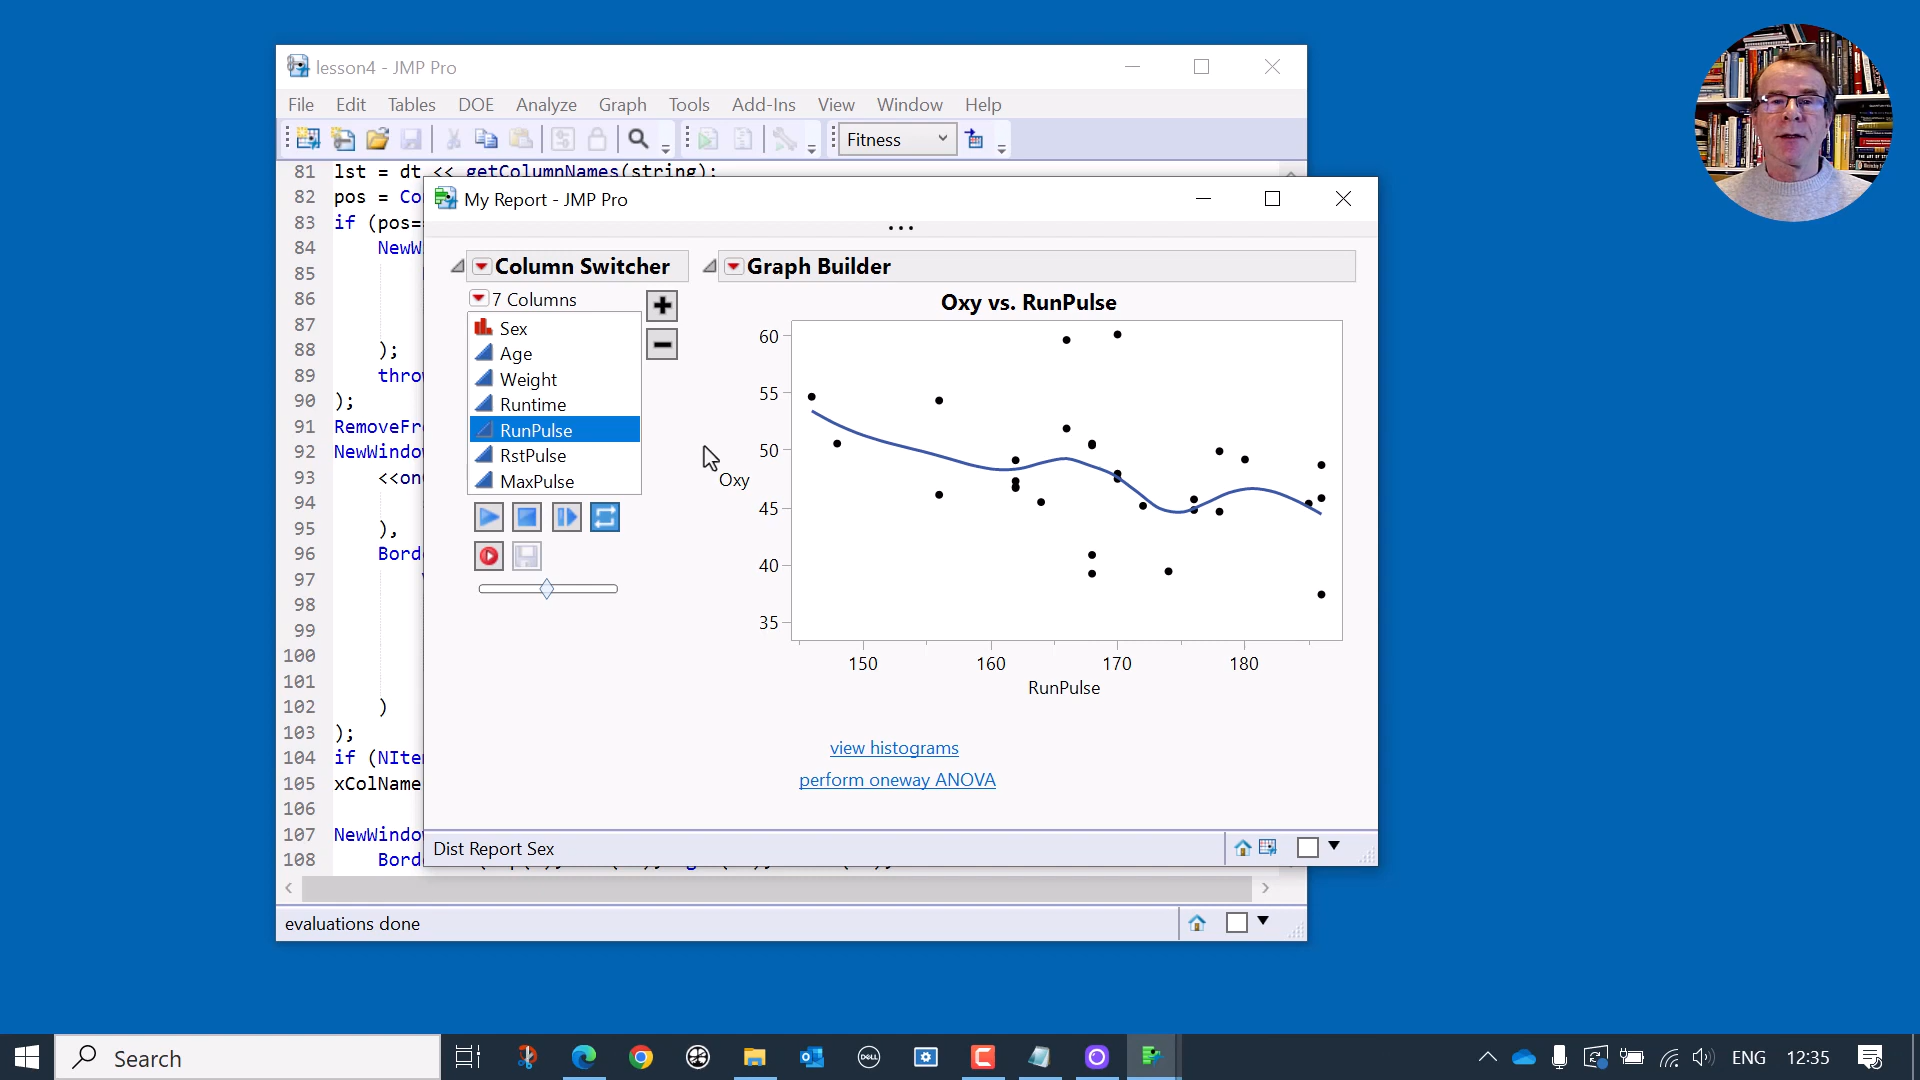 lesson4 - JMP Pro
File Edit Tables DOE Analyze Graph Tools Add-Ins View Window Help
Fitness
81 lst = dt << getColumnNames(string);
82 pos = Co
83 if (pos=
84 NewW
85
86
87
88 );
89 throw
90 );
91 RemoveFr
92 NewWindo
93 <<on
94
95 ),
96 Bord
97
98
99
100
101
102 )
103 );
104 if (NIte
105 xColName
106
107 NewWindo
108 Bord
evaluations done
My Report - JMP Pro
Column Switcher
7 Columns
Sex
Age
Weight
Runtime
RunPulse
RstPulse
MaxPulse
Graph Builder
Oxy vs. RunPulse
60
55
50
45
40
35
Oxy
150 160 170 180
RunPulse
view histograms
perform oneway ANOVA
Dist Report Sex
Search
DELL
ENG 12:35